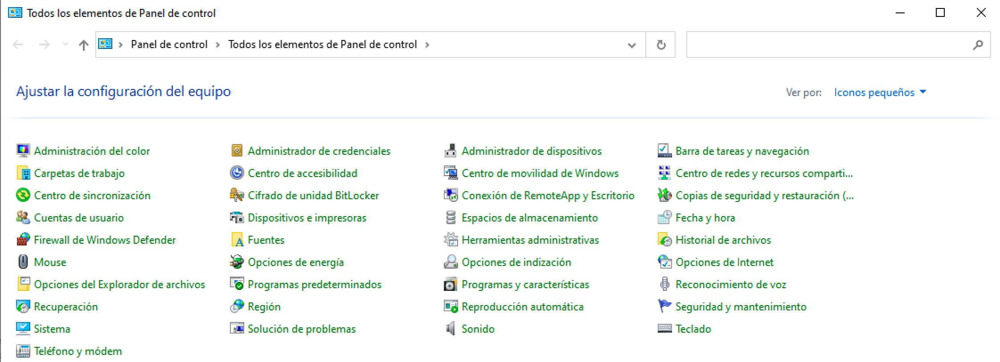 Todos los elementos de Panel de control
Panel de control Todos los elementos de Panel de control
Ajustar la configuración del equipo
Ver por: Iconos pequeños
Administración del color Administrador de credenciales Administrador de dispositivos Barra de tareas y navegación
Carpetas de trabajo Centro de accesibilidad Centro de movilidad de Windows Centro de redes y recursos comparti...
Centro de sincronización Cifrado de unidad BitLocker Conexión de RemoteApp y Escritorio Copias de seguridad y restauración (...
Cuentas de usuario Dispositivos e impresoras Espacios de almacenamiento Fecha y hora
Firewall de Windows Defender Fuentes Herramientas administrativas Historial de archivos
Mouse Opciones de energía Opciones de indización Opciones de Internet
Opciones del Explorador de archivos Programas predeterminados Programas y características Reconocimiento de voz
Recuperación Región Reproducción automática Seguridad y mantenimiento
Sistema Solución de problemas Sonido Teclado
Teléfono y módem